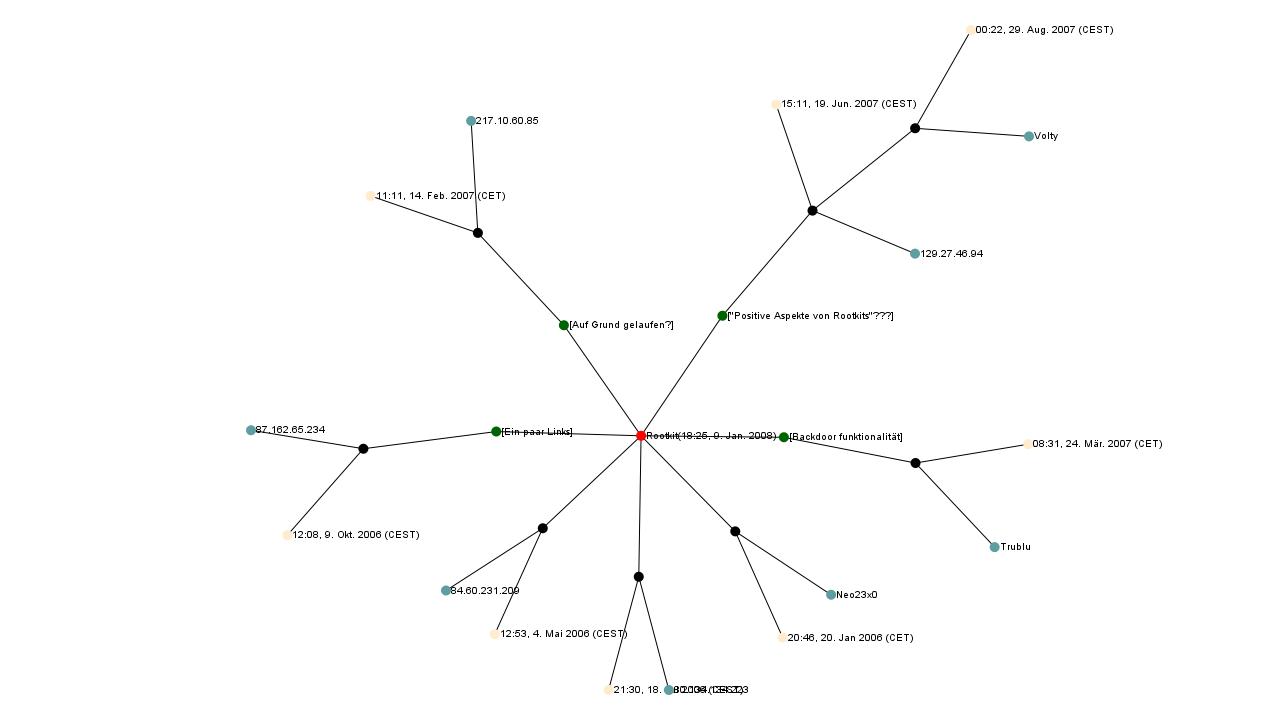 00:22, 29. Aug. 2007 (CEST)
15:11, 19. Jun. 2007 (CEST)
217.10.60.85
Volty
11:11, 14. Feb. 2007 (CET)
129.27.46.94
["Positive Aspekte von Rootkits"???]
[Auf Grund gelaufen?]
87.162.65.234
[Ein paar Links]
Rootkit(18:25, 9. Jan. 2008)
[Backdoor funktionalität]
08:31, 24. Mär. 2007 (CET)
12:08, 9. Okt. 2006 (CEST)
Trublu
84.60.231.209
Neo23x0
12:53, 4. Mai 2006 (CEST)
20:46, 20. Jan 2006 (CET)
21:30, 18.